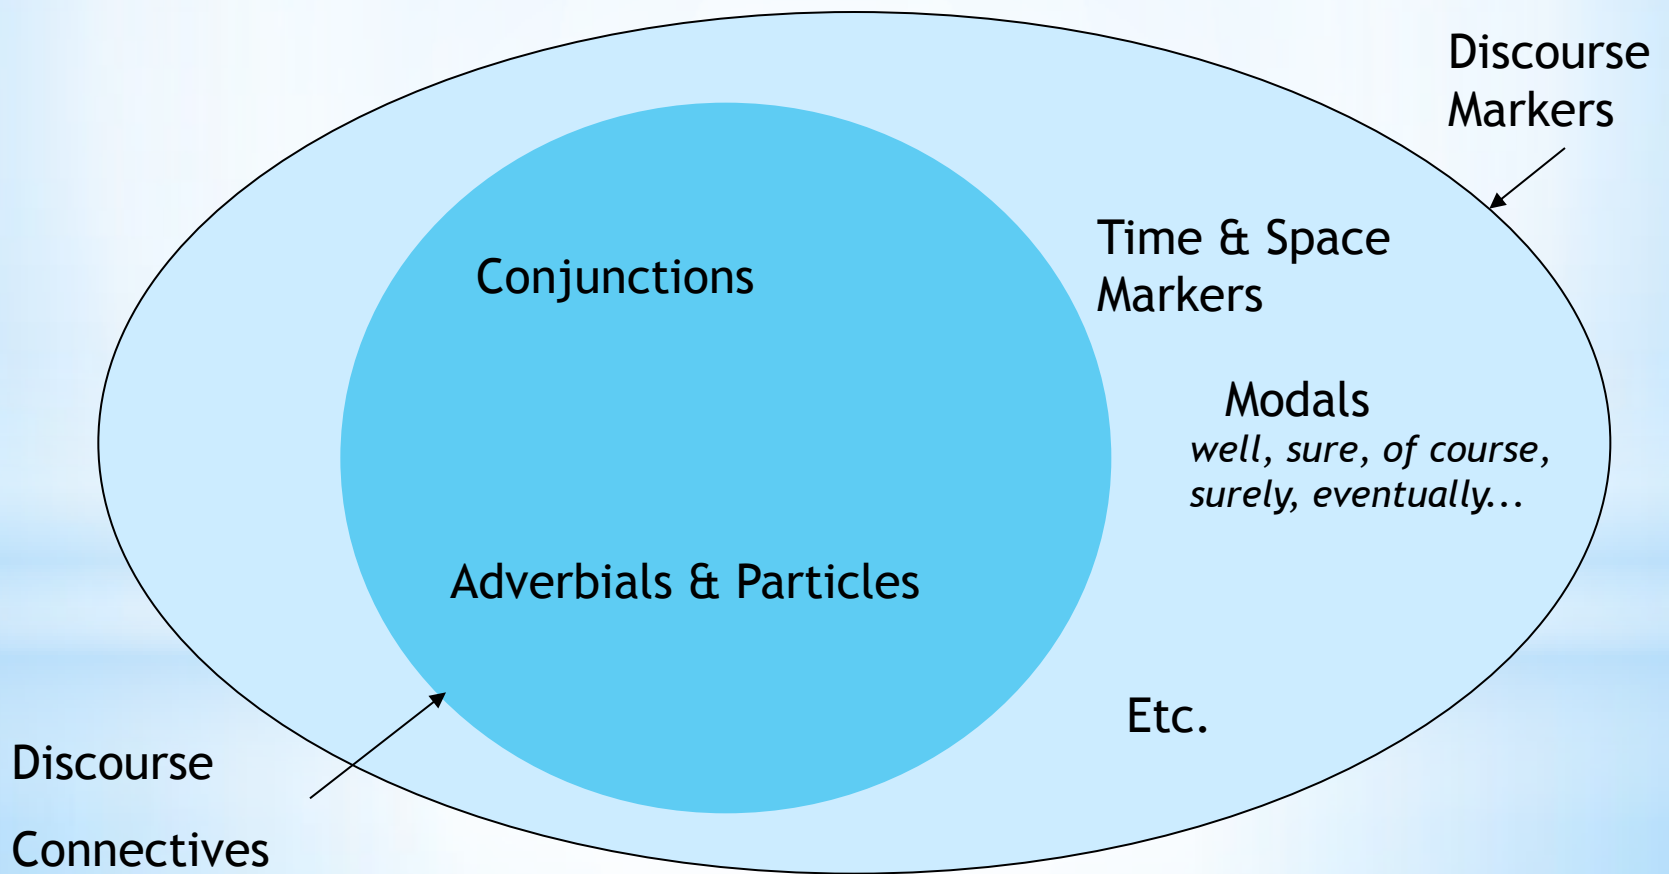 Discourse
Markers
Time & Space
Markers
Conjunctions
Modals
well, sure, of course,
surely, eventually...
Adverbials & Particles
Etc.
Discourse
Connectives